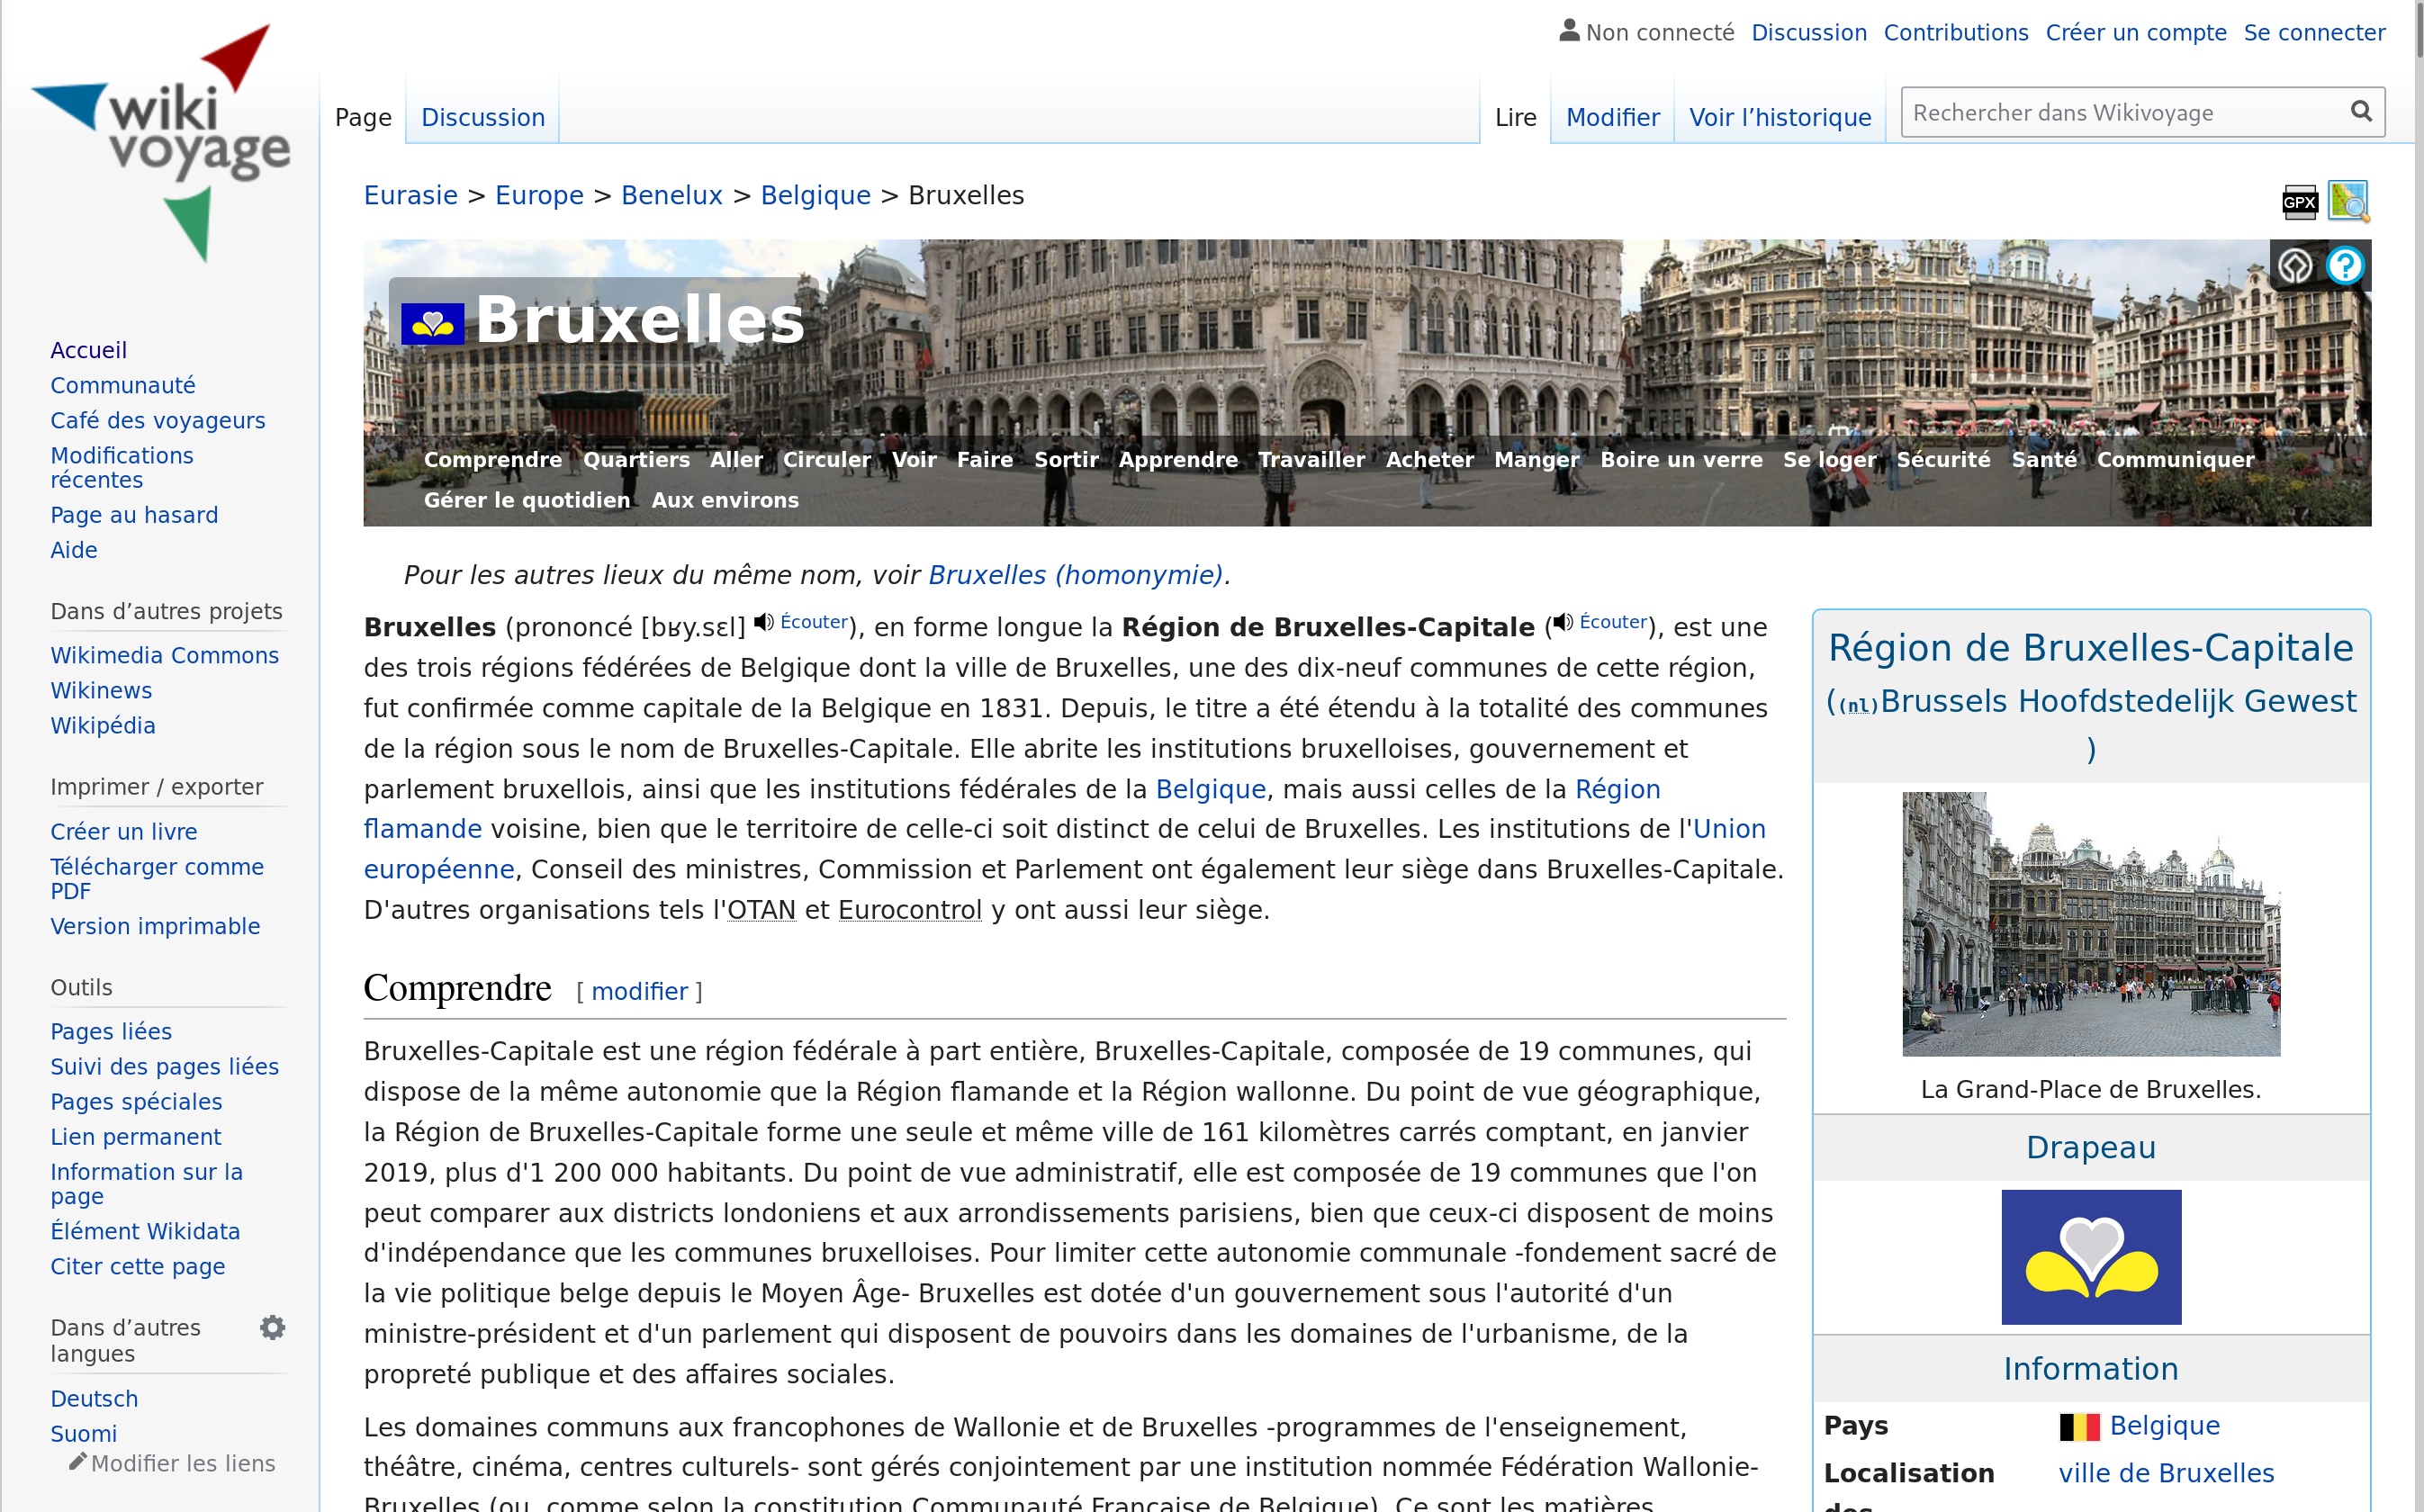 Non connecté Discussion Contributions Créer un compte Se connecter
wiki
voyage
Page Discussion Lire Modifier Voir l’historique Rechercher dans Wikivoyage
Accueil
Communauté
Café des voyageurs
Modifications
récentes
Page au hasard
Aide
Dans d’autres projets
Wikimedia Commons
Wikinews
Wikipédia
Imprimer / exporter
Créer un livre
Télécharger comme
PDF
Version imprimable
Outils
Pages liées
Suivi des pages liées
Pages spéciales
Lien permanent
Information sur la
page
Élément Wikidata
Citer cette page
Dans d’autres
langues
Deutsch
Suomi
Modifier les liens
Eurasie > Europe > Benelux > Belgique > Bruxelles
GPX
Bruxelles
Comprendre Quartiers Aller Circuler Voir Faire Sortir Apprendre Travailler Acheter Manger Boire un verre Se loger Sécurité Santé Communiquer
Gérer le quotidien Aux environs
Pour les autres lieux du même nom, voir Bruxelles (homonymie).
Bruxelles (prononcé [bʁy.sɛl] Écouter), en forme longue la Région de Bruxelles-Capitale ( Écouter), est une
des trois régions fédérées de Belgique dont la ville de Bruxelles, une des dix-neuf communes de cette région,
fut confirmée comme capitale de la Belgique en 1831. Depuis, le titre a été étendu à la totalité des communes
de la région sous le nom de Bruxelles-Capitale. Elle abrite les institutions bruxelloises, gouvernement et
parlement bruxellois, ainsi que les institutions fédérales de la Belgique, mais aussi celles de la Région
flamande voisine, bien que le territoire de celle-ci soit distinct de celui de Bruxelles. Les institutions de l'Union
européenne, Conseil des ministres, Commission et Parlement ont également leur siège dans Bruxelles-Capitale.
D'autres organisations tels l'OTAN et Eurocontrol y ont aussi leur siège.
Comprendre [ modifier ]
Bruxelles-Capitale est une région fédérale à part entière, Bruxelles-Capitale, composée de 19 communes, qui
dispose de la même autonomie que la Région flamande et la Région wallonne. Du point de vue géographique,
la Région de Bruxelles-Capitale forme une seule et même ville de 161 kilomètres carrés comptant, en janvier
2019, plus d'1 200 000 habitants. Du point de vue administratif, elle est composée de 19 communes que l'on
peut comparer aux districts londoniens et aux arrondissements parisiens, bien que ceux-ci disposent de moins
d'indépendance que les communes bruxelloises. Pour limiter cette autonomie communale -fondement sacré de
la vie politique belge depuis le Moyen Âge- Bruxelles est dotée d'un gouvernement sous l'autorité d'un
ministre-président et d'un parlement qui disposent de pouvoirs dans les domaines de l'urbanisme, de la
propreté publique et des affaires sociales.
Les domaines communs aux francophones de Wallonie et de Bruxelles -programmes de l'enseignement,
théâtre, cinéma, centres culturels- sont gérés conjointement par une institution nommée Fédération Wallonie-
Bruxelles (ou, comme selon la constitution Communauté Française de Belgique). Ce sont les matières
Région de Bruxelles-Capitale
((nl)Brussels Hoofdstedelijk Gewest
)
La Grand-Place de Bruxelles.
Drapeau
Information
Pays Belgique
Localisation ville de Bruxelles
des